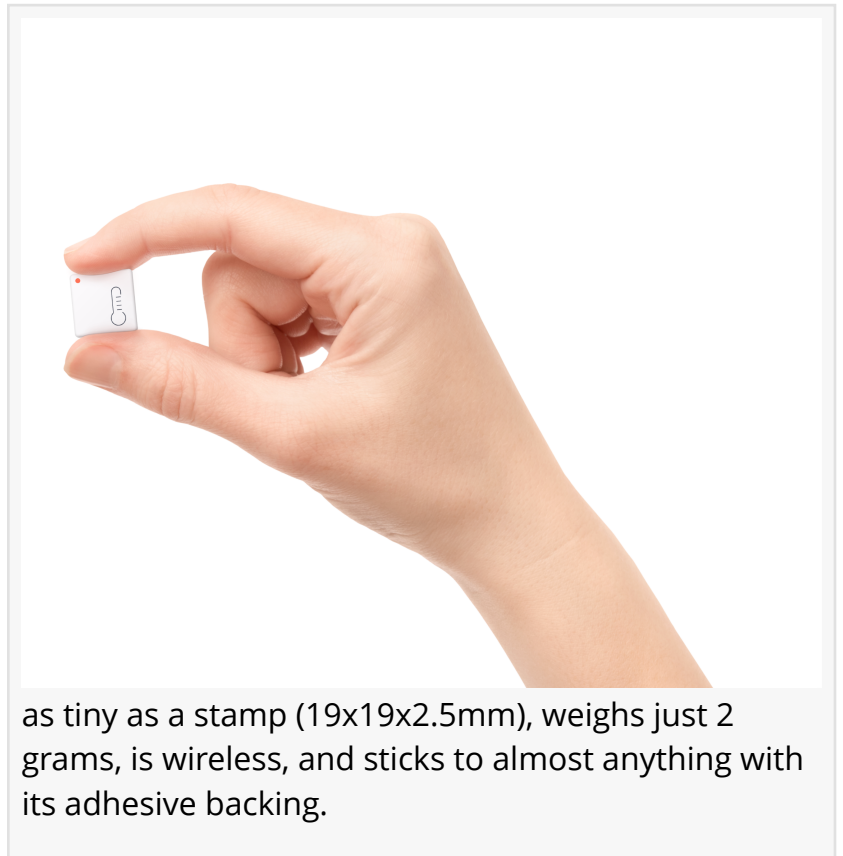 as tiny as a stamp (19x19x2.5mm), weighs just 2
grams, is wireless, and sticks to almost anything with
its adhesive backing.